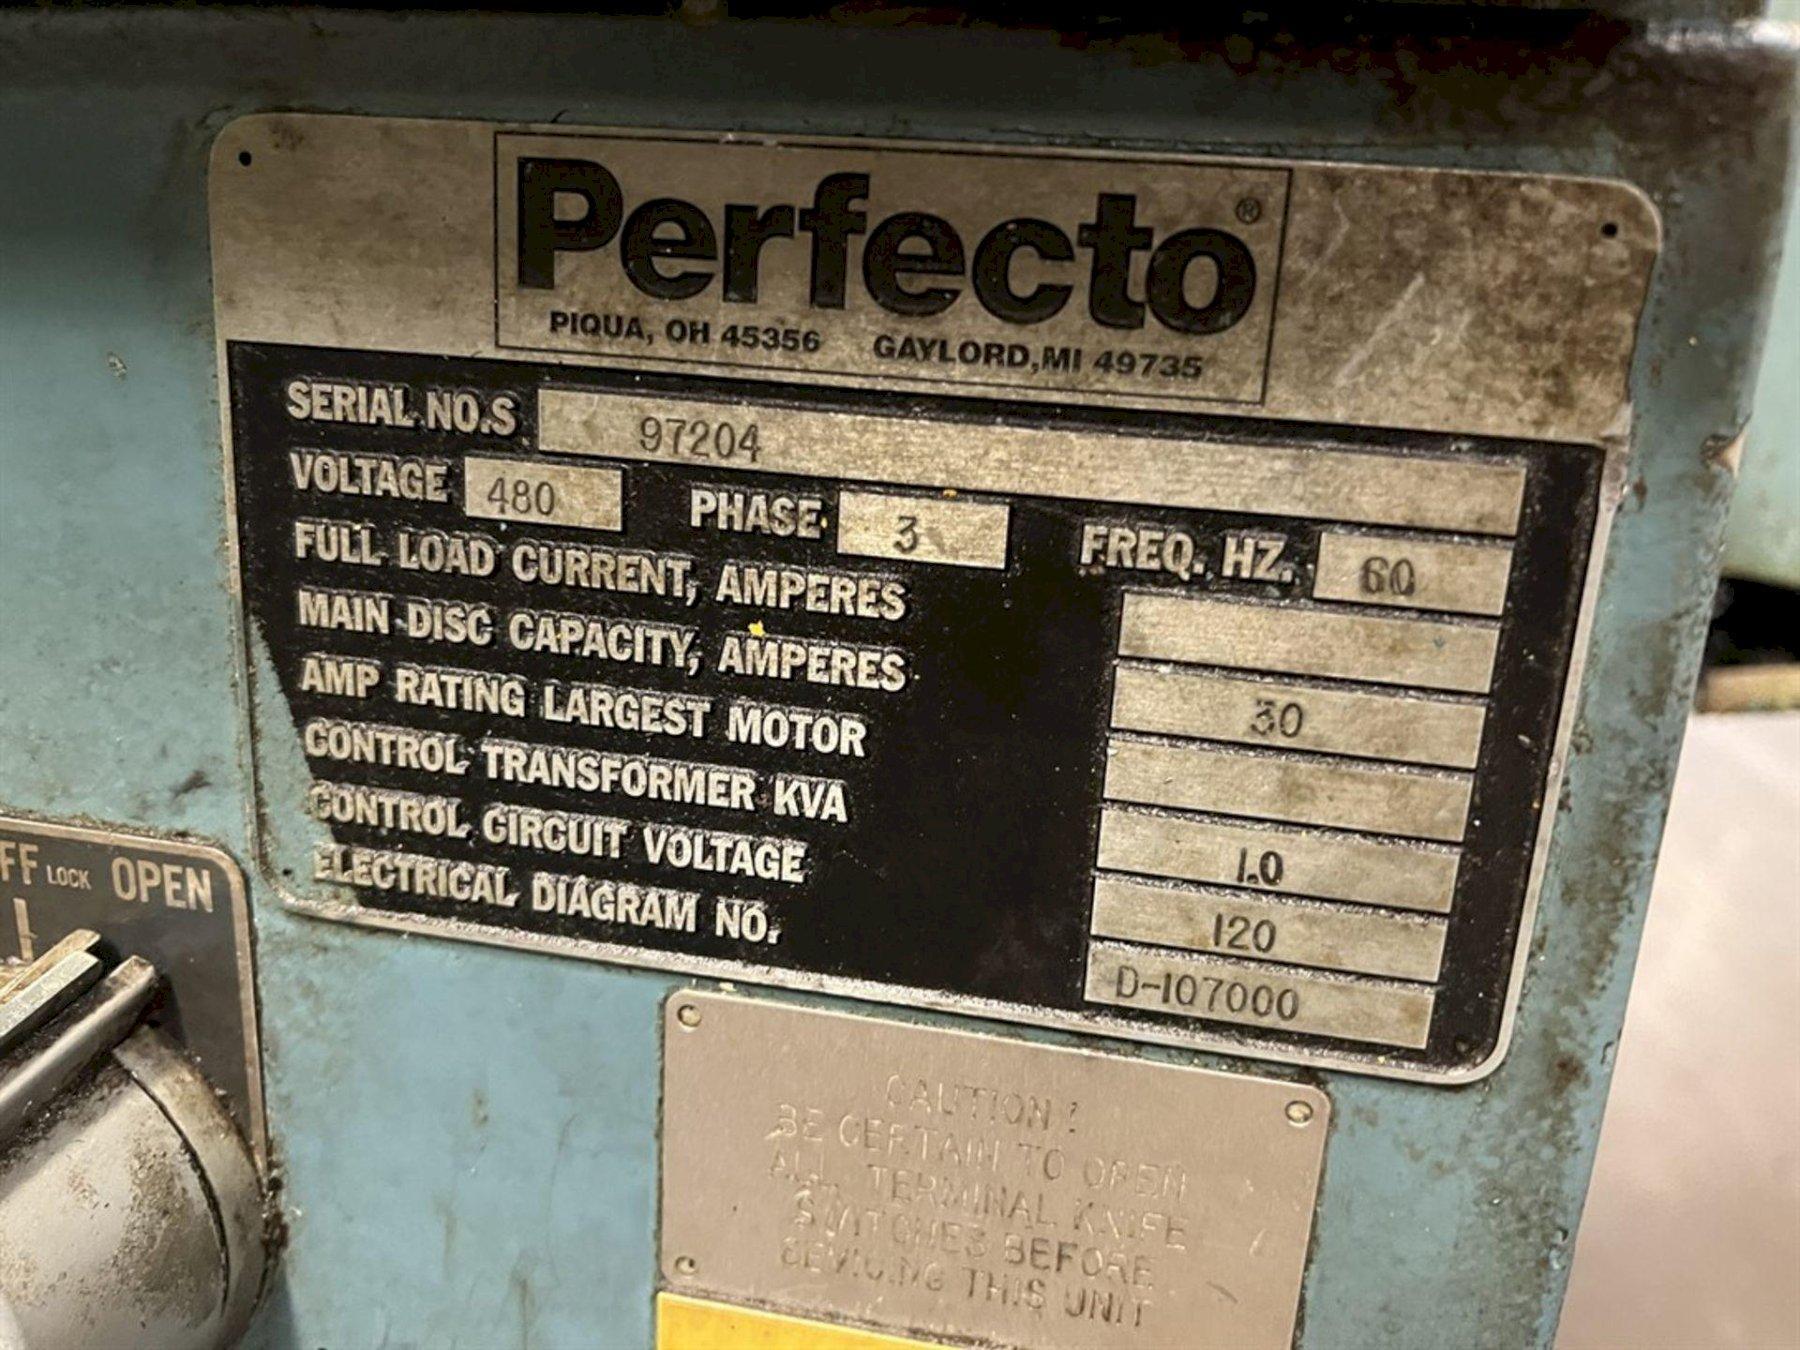 Perfecto®
PIQUA, OH 45356 GAYLORD, MI 49735
SERIAL NO.S 97204
VOLTAGE 480 PHASE 3 FREQ. HZ. 60
FULL LOAD CURRENT, AMPERES
MAIN DISC CAPACITY, AMPERES 30
AMP RATING LARGEST MOTOR
CONTROL TRANSFORMER KVA 1.0
CONTROL CIRCUIT VOLTAGE 120
ELECTRICAL DIAGRAM NO. D-107000
LOCK OPEN
CAUTION!
BE CERTAIN TO OPEN
ALL TERMINAL KNIFE
SWITCHES BEFORE
THIS UNIT